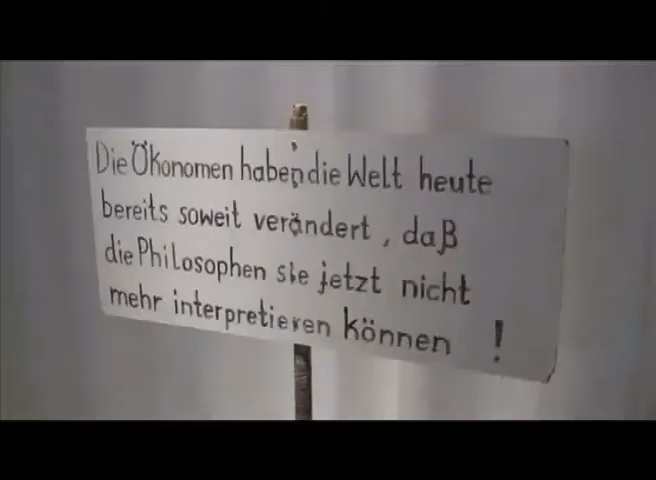 Die Ökonomen haben die Welt heute
bereits soweit verändert, daß
die Philosophen sie jetzt nicht
mehr interpretieren können !